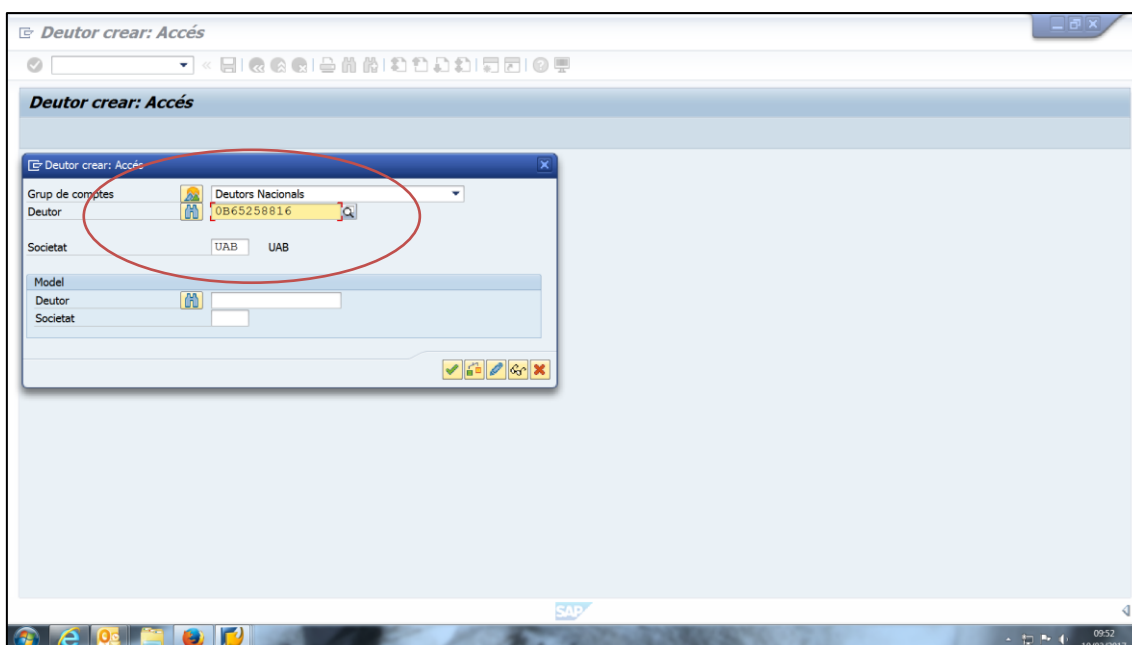 Deutor crear: Accés
Deutor crear: Accés
Deutor crear: Accés
Grup de comptes Deutors Nacionals
Deutor 0B65258816
Societat UAB UAB
Model
Deutor
Societat
SAP
09:52